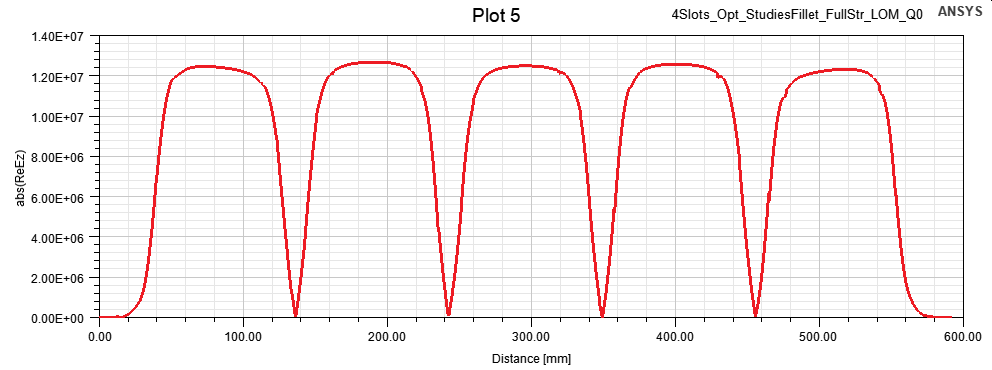 Plot 5
4Slots_Opt_StudiesFillet_FullStr_LOM_Q0
ANSYS
1.40E+07
1.20E+07
1.00E+07
8.00E+06
6.00E+06
4.00E+06
2.00E+06
0.00E+00
abs(ReEz)
0.00
100.00
200.00
300.00
400.00
500.00
600.00
Distance [mm]